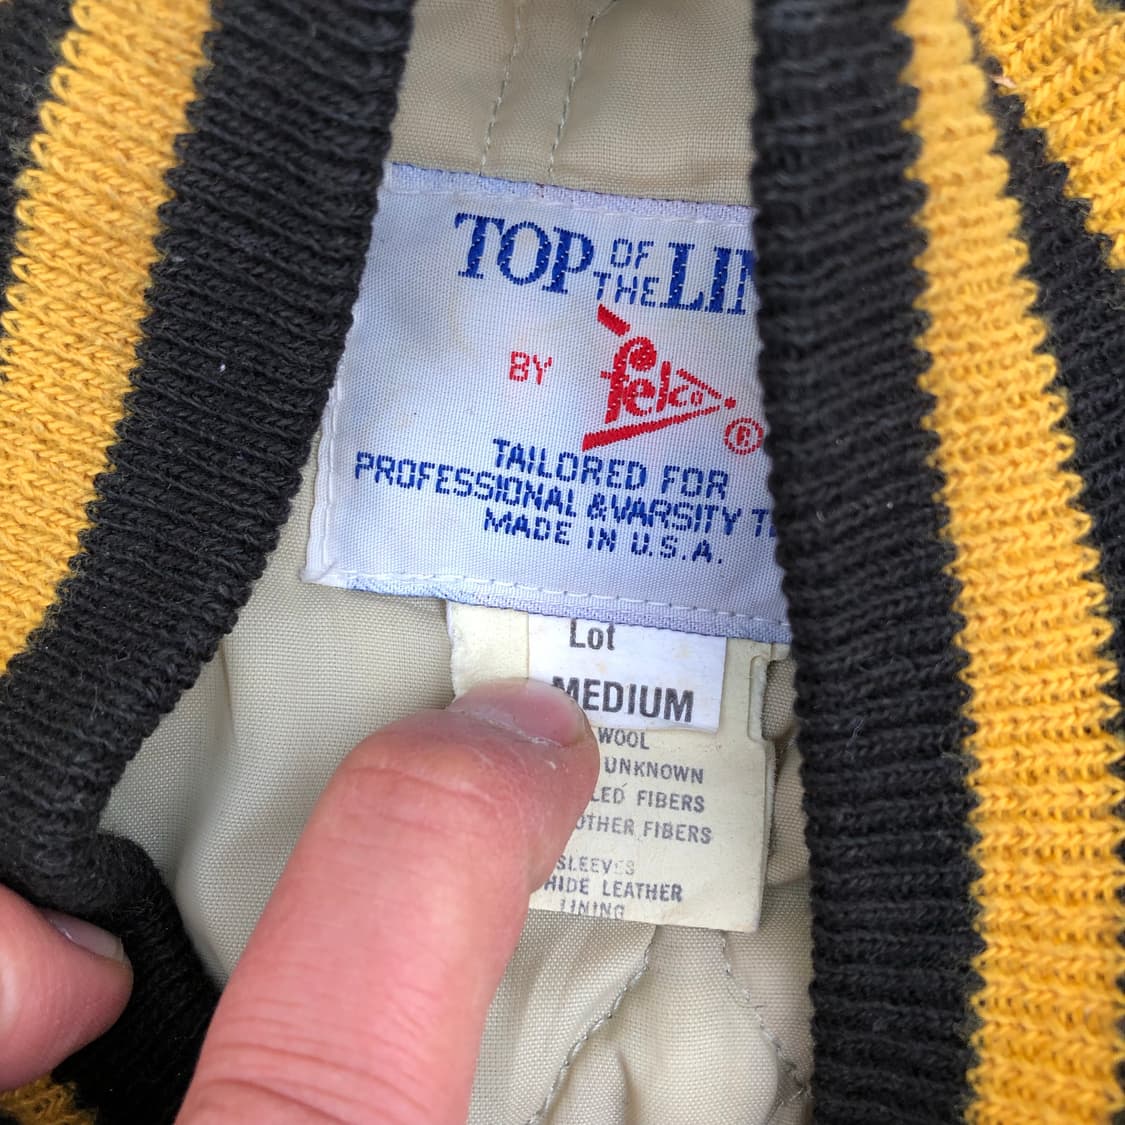 TOP OF THE LIN
BY felco ®
TAILORED FOR
PROFESSIONAL & VARSITY T
MADE IN U.S.A.
Lot
MEDIUM
WOOL
UNKNOWN
LED FIBERS
OTHER FIBERS
SLEEVES
HIDE LEATHER
LINING